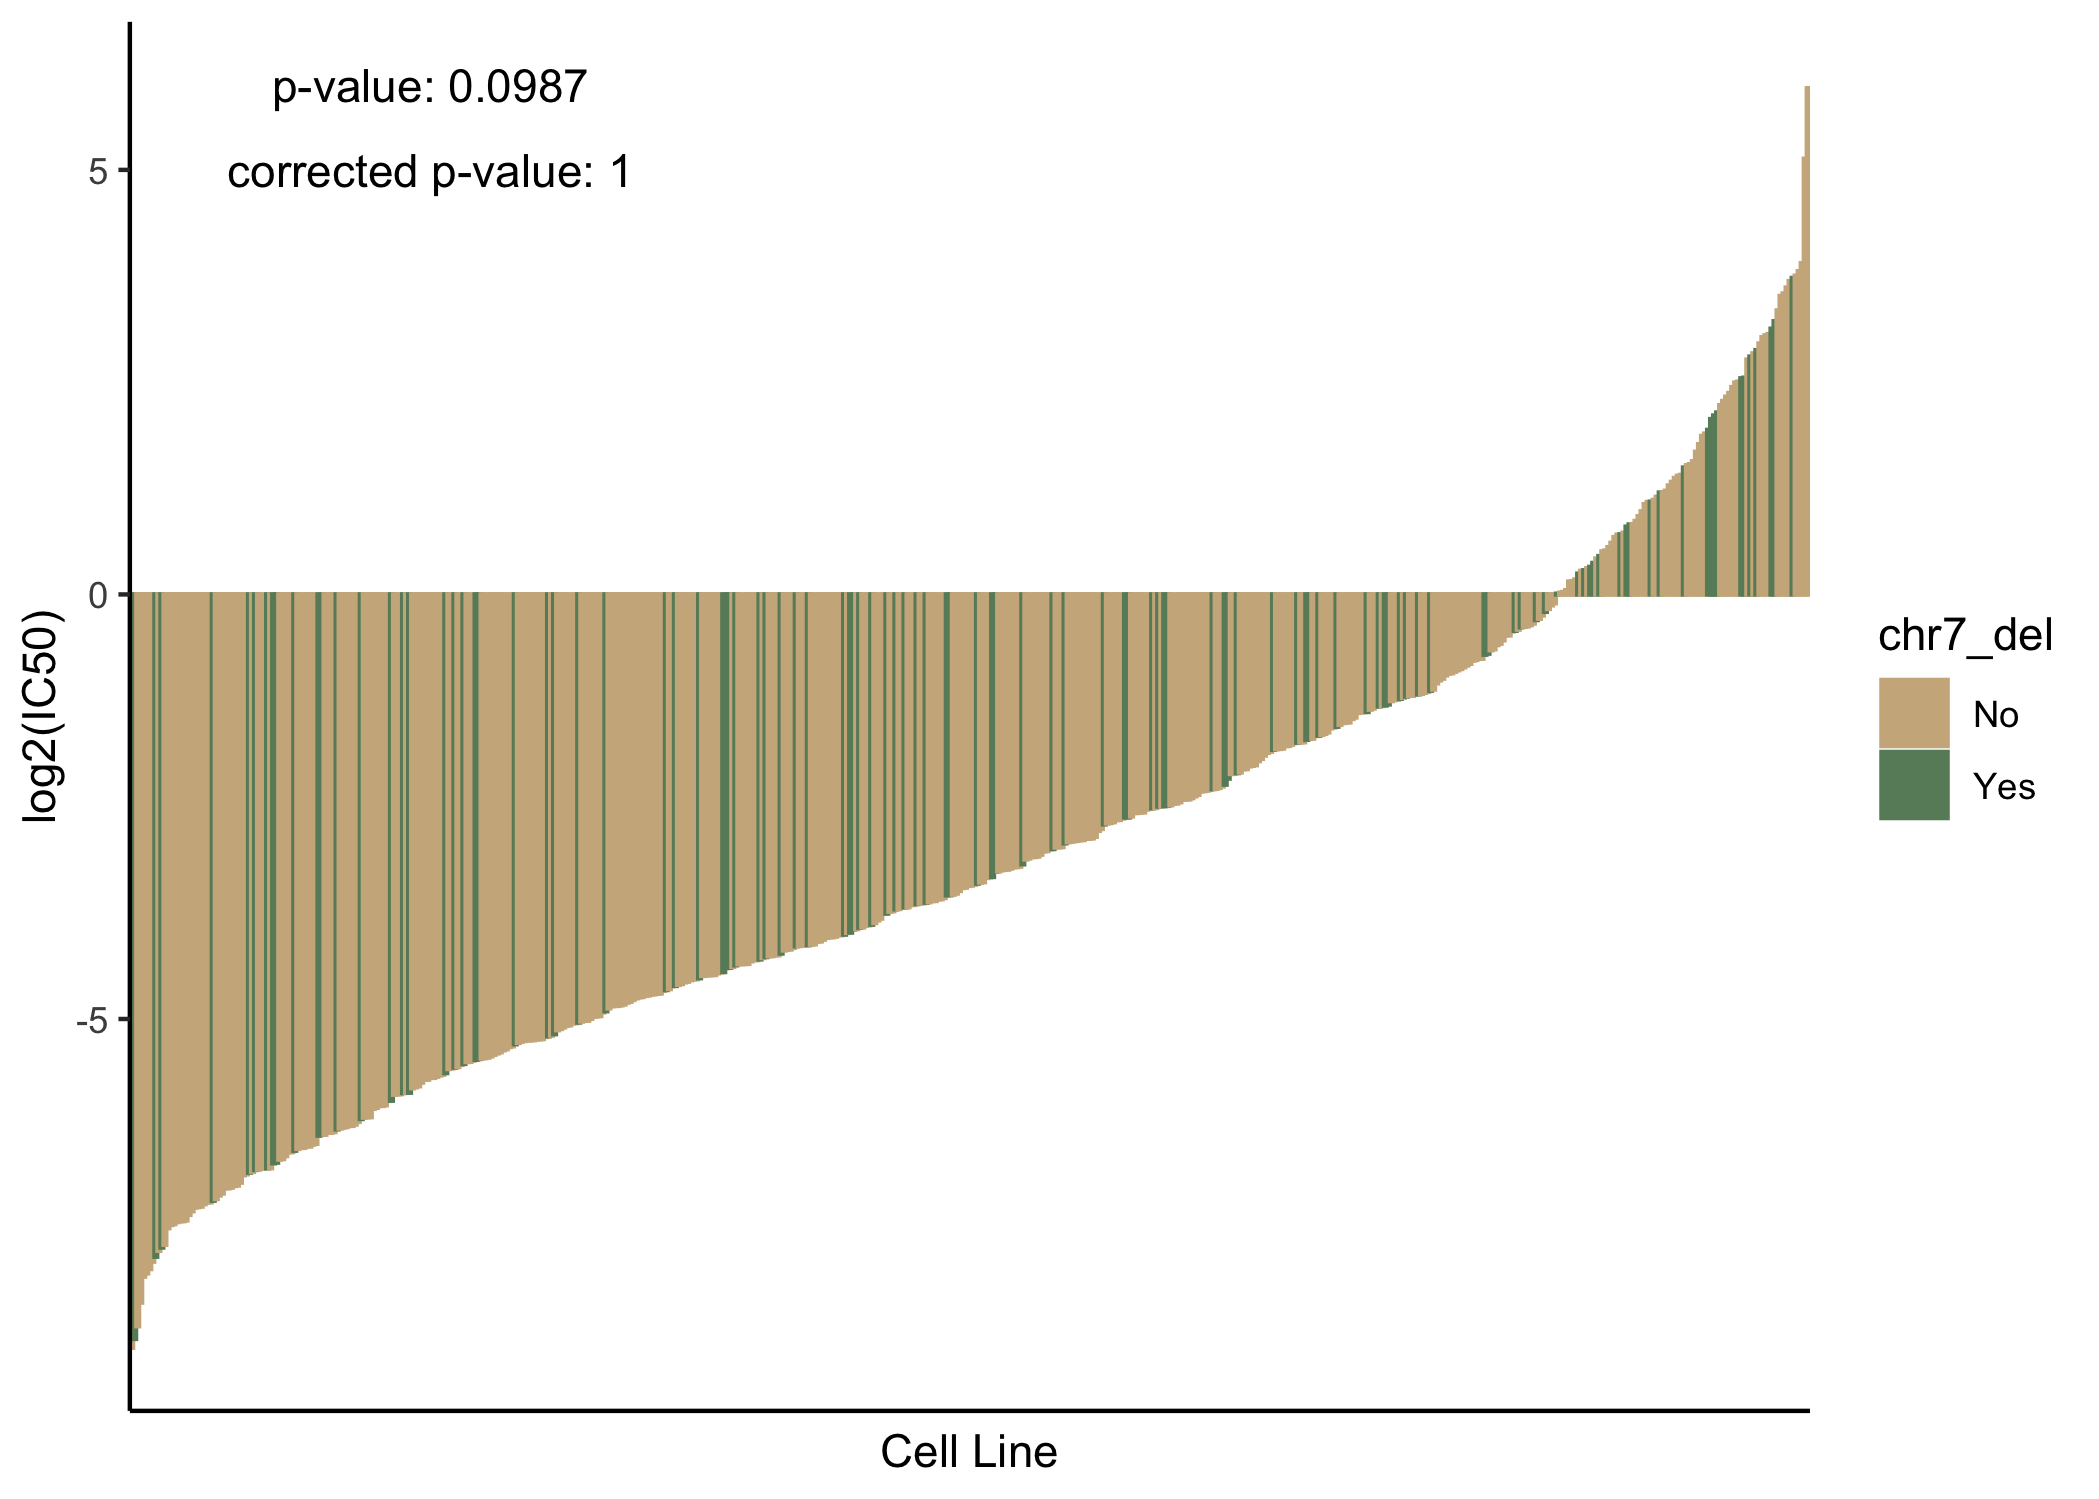 p-value: 0.0987
corrected p-value: 1
5
0
-5
log2(IC50)
Cell Line
chr7_del
No
Yes